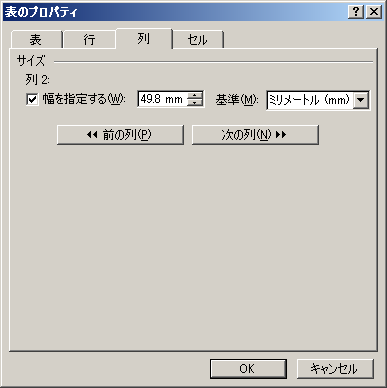 表のプロパティ
表 行 列 セル
サイズ
列 2:
幅を指定する(W): 49.8 mm 基準(M): ミリメートル (mm)
前の列(P) 次の列(N)
OK キャンセル